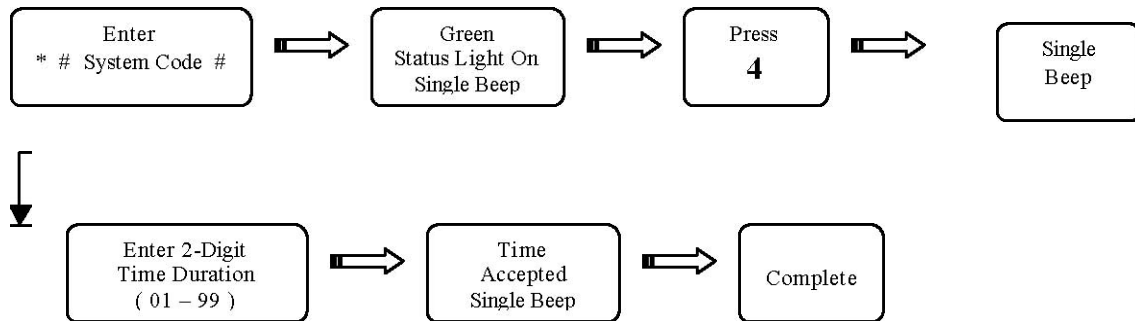 Enter
* # System Code #
Green
Status Light On
Single Beep
Press
4
Single
Beep
Enter 2-Digit
Time Duration
( 01 – 99 )
Time
Accepted
Single Beep
Complete